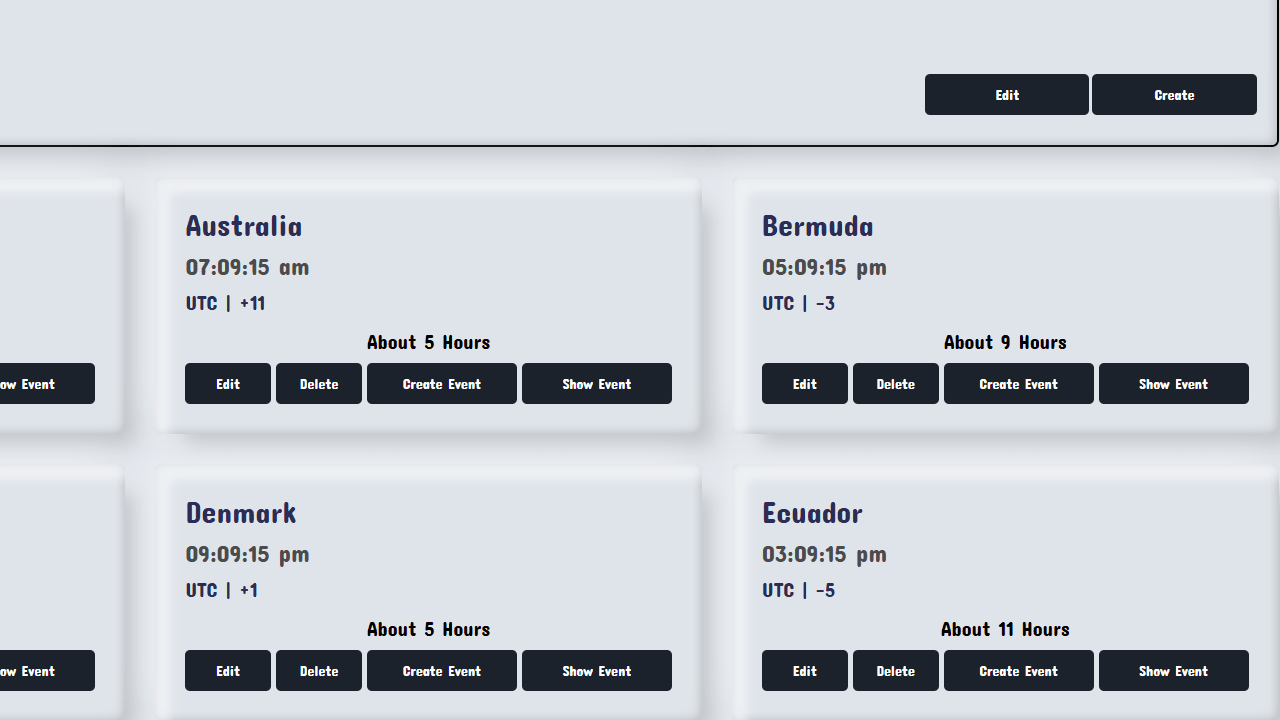 Edit Create
Australia
07:09:15 am
UTC | +11
About 5 Hours
Edit Delete Create Event Show Event
Bermuda
05:09:15 pm
UTC | -3
About 9 Hours
Edit Delete Create Event Show Event
Event
Denmark
09:09:15 pm
UTC | +1
About 5 Hours
Edit Delete Create Event Show Event
Ecuador
03:09:15 pm
UTC | -5
About 11 Hours
Edit Delete Create Event Show Event
Event